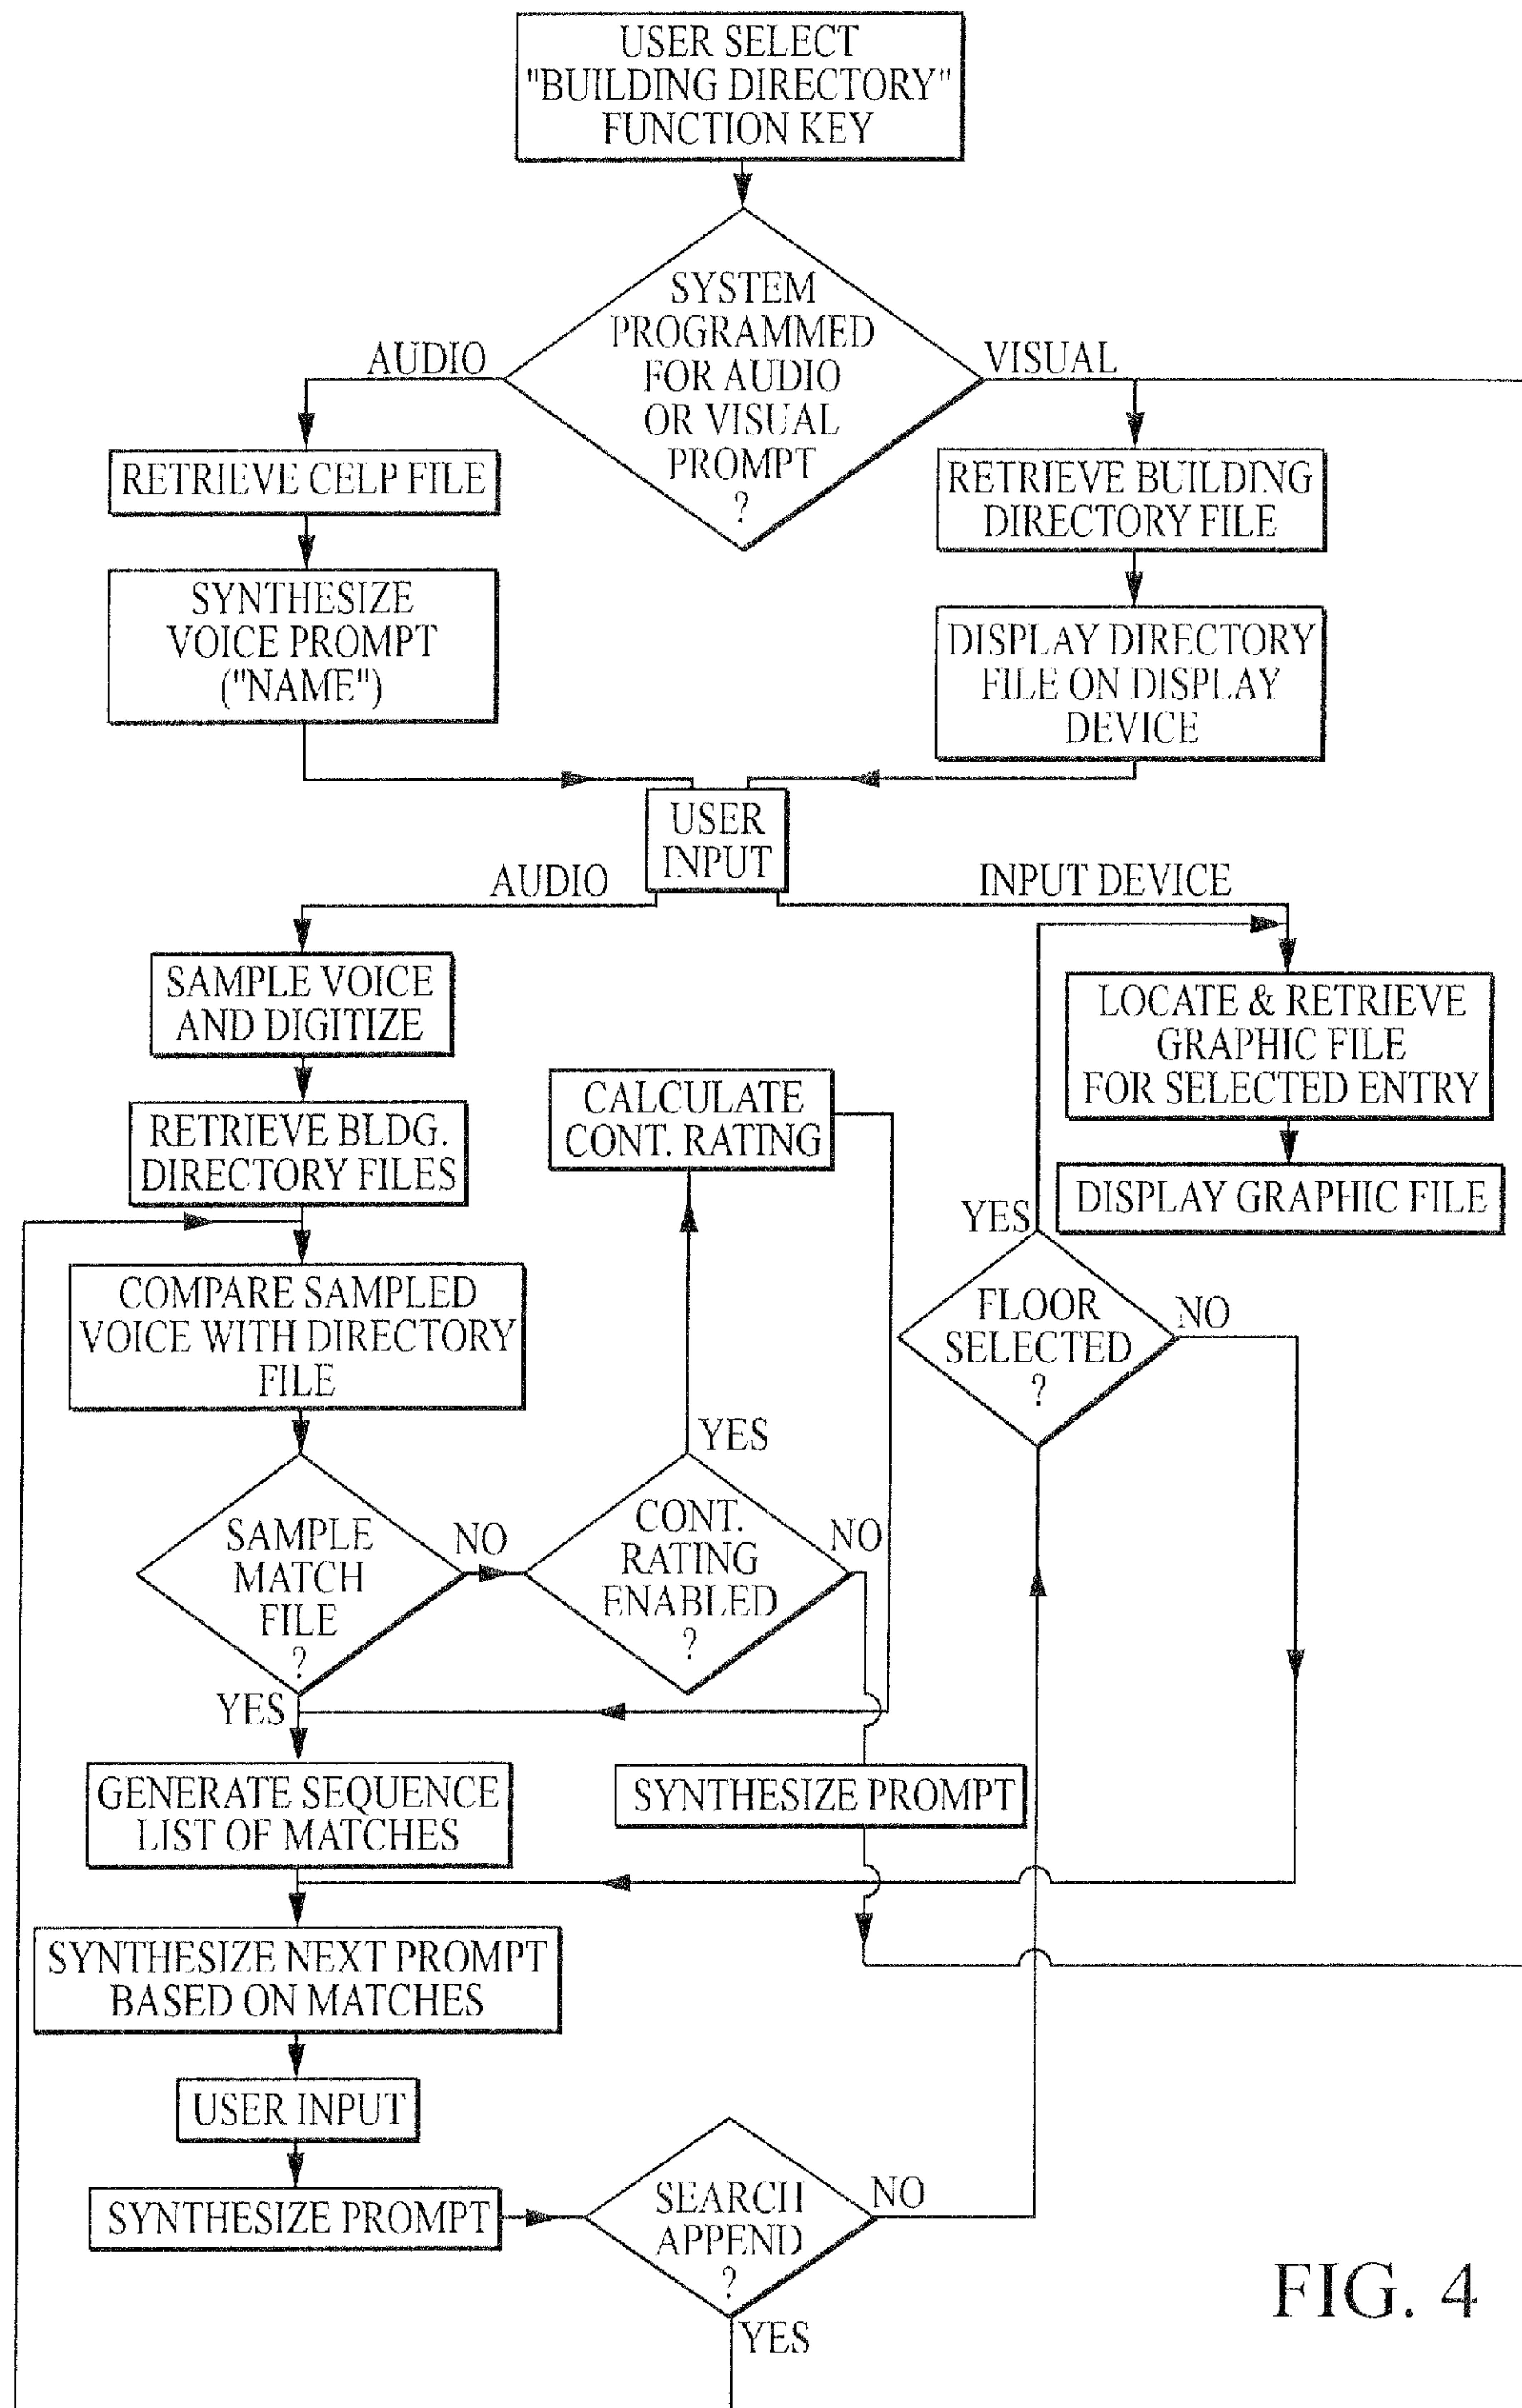 USER SELECT
"BUILDING DIRECTORY"
FUNCTION KEY
SYSTEM
PROGRAMMED
FOR AUDIO
OR VISUAL
PROMPT
?
AUDIO
VISUAL
RETRIEVE CELP FILE
SYNTHESIZE
VOICE PROMPT
("NAME")
RETRIEVE BUILDING
DIRECTORY FILE
DISPLAY DIRECTORY
FILE ON DISPLAY
DEVICE
USER
INPUT
AUDIO
INPUT DEVICE
SAMPLE VOICE
AND DIGITIZE
RETRIEVE BLDG.
DIRECTORY FILES
COMPARE SAMPLED
VOICE WITH DIRECTORY
FILE
SAMPLE
MATCH
FILE
?
NO
YES
CONT.
RATING
ENABLED
?
YES
NO
CALCULATE
CONT. RATING
LOCATE & RETRIEVE
GRAPHIC FILE
FOR SELECTED ENTRY
DISPLAY GRAPHIC FILE
YES
FLOOR
SELECTED
?
NO
GENERATE SEQUENCE
LIST OF MATCHES
SYNTHESIZE PROMPT
SYNTHESIZE NEXT PROMPT
BASED ON MATCHES
USER INPUT
SYNTHESIZE PROMPT
SEARCH
APPEND
?
NO
YES
FIG. 4